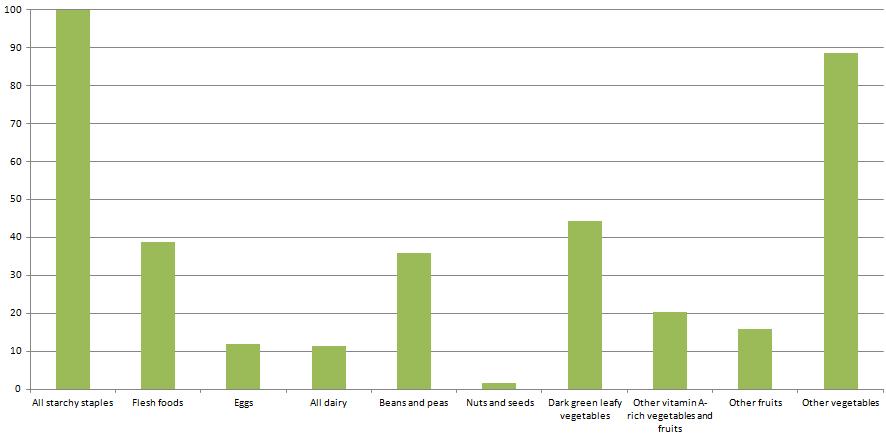 100
90
80
70
60
50
40
30
20
10
0
All starchy staples
Flesh foods
Eggs
All dairy
Beans and peas
Nuts and seeds
Dark green leafy
vegetables
Other vitamin A-
rich vegetables and
fruits
Other fruits
Other vegetables